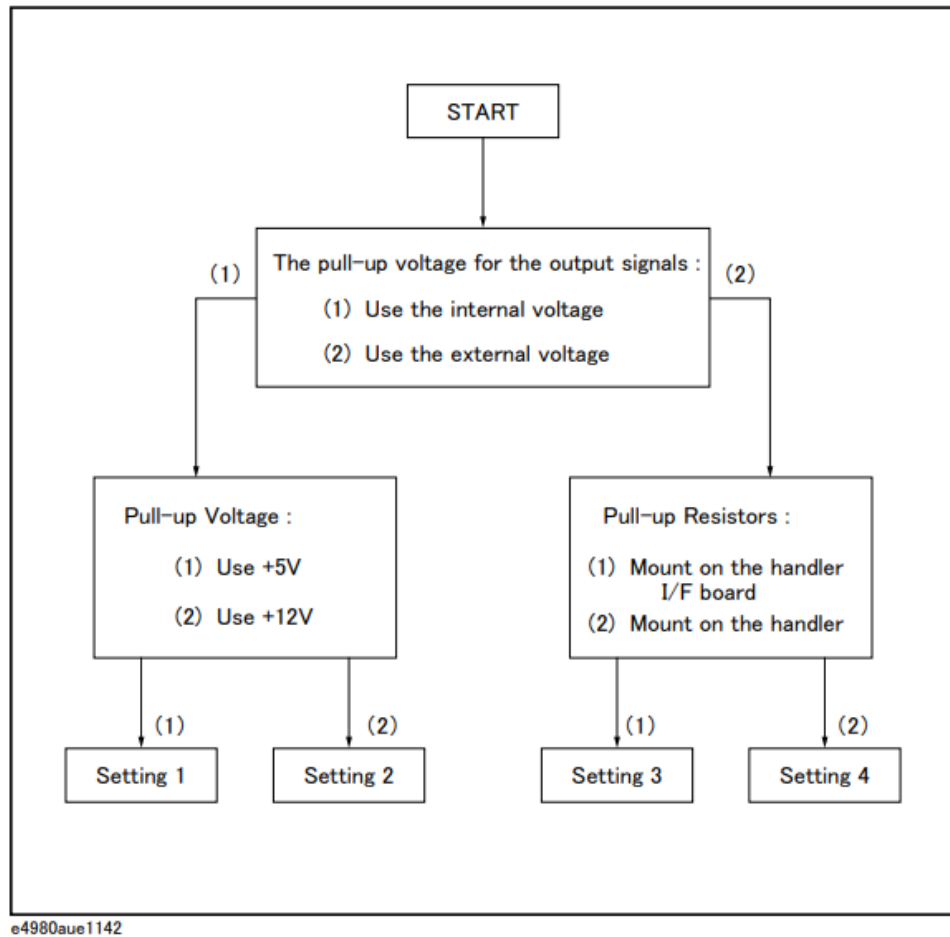 START
The pull-up voltage for the output signals :
(1)
(2)
(1) Use the internal voltage
(2) Use the external voltage
Pull-up Voltage :
(1) Use +5V
(2) Use +12V
Pull-up Resistors :
(1) Mount on the handler
I/F board
(2) Mount on the handler
(1)
(2)
(1)
(2)
Setting 1
Setting 2
Setting 3
Setting 4
e4980aue1142